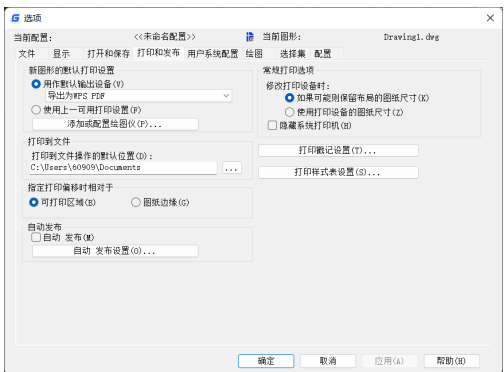 选项
当前配置: <<未命名配置>> 当前图形: Drawing1.dwg
文件 显示 打开和保存 打印和发布 用户系统配置 绘图 选择集 配置
新图形的默认打印设置
用作默认输出设备(V)
导出为WPS PDF
使用上一可用打印设置(F)
添加或配置绘图仪(P)...
打印到文件
打印到文件操作的默认位置(D):
C:\Users\60909\Documents
...
指定打印偏移时相对于
可打印区域(B) 图纸边缘(G)
自动发布
自动 发布(M)
自动 发布设置(O)...
常规打印选项
修改打印设备时:
如果可能则保留布局的图纸尺寸(K)
使用打印设备的图纸尺寸(Z)
隐藏系统打印机(H)
打印戳记设置(T)...
打印样式表设置(S)...
确定 取消 应用(A) 帮助(H)